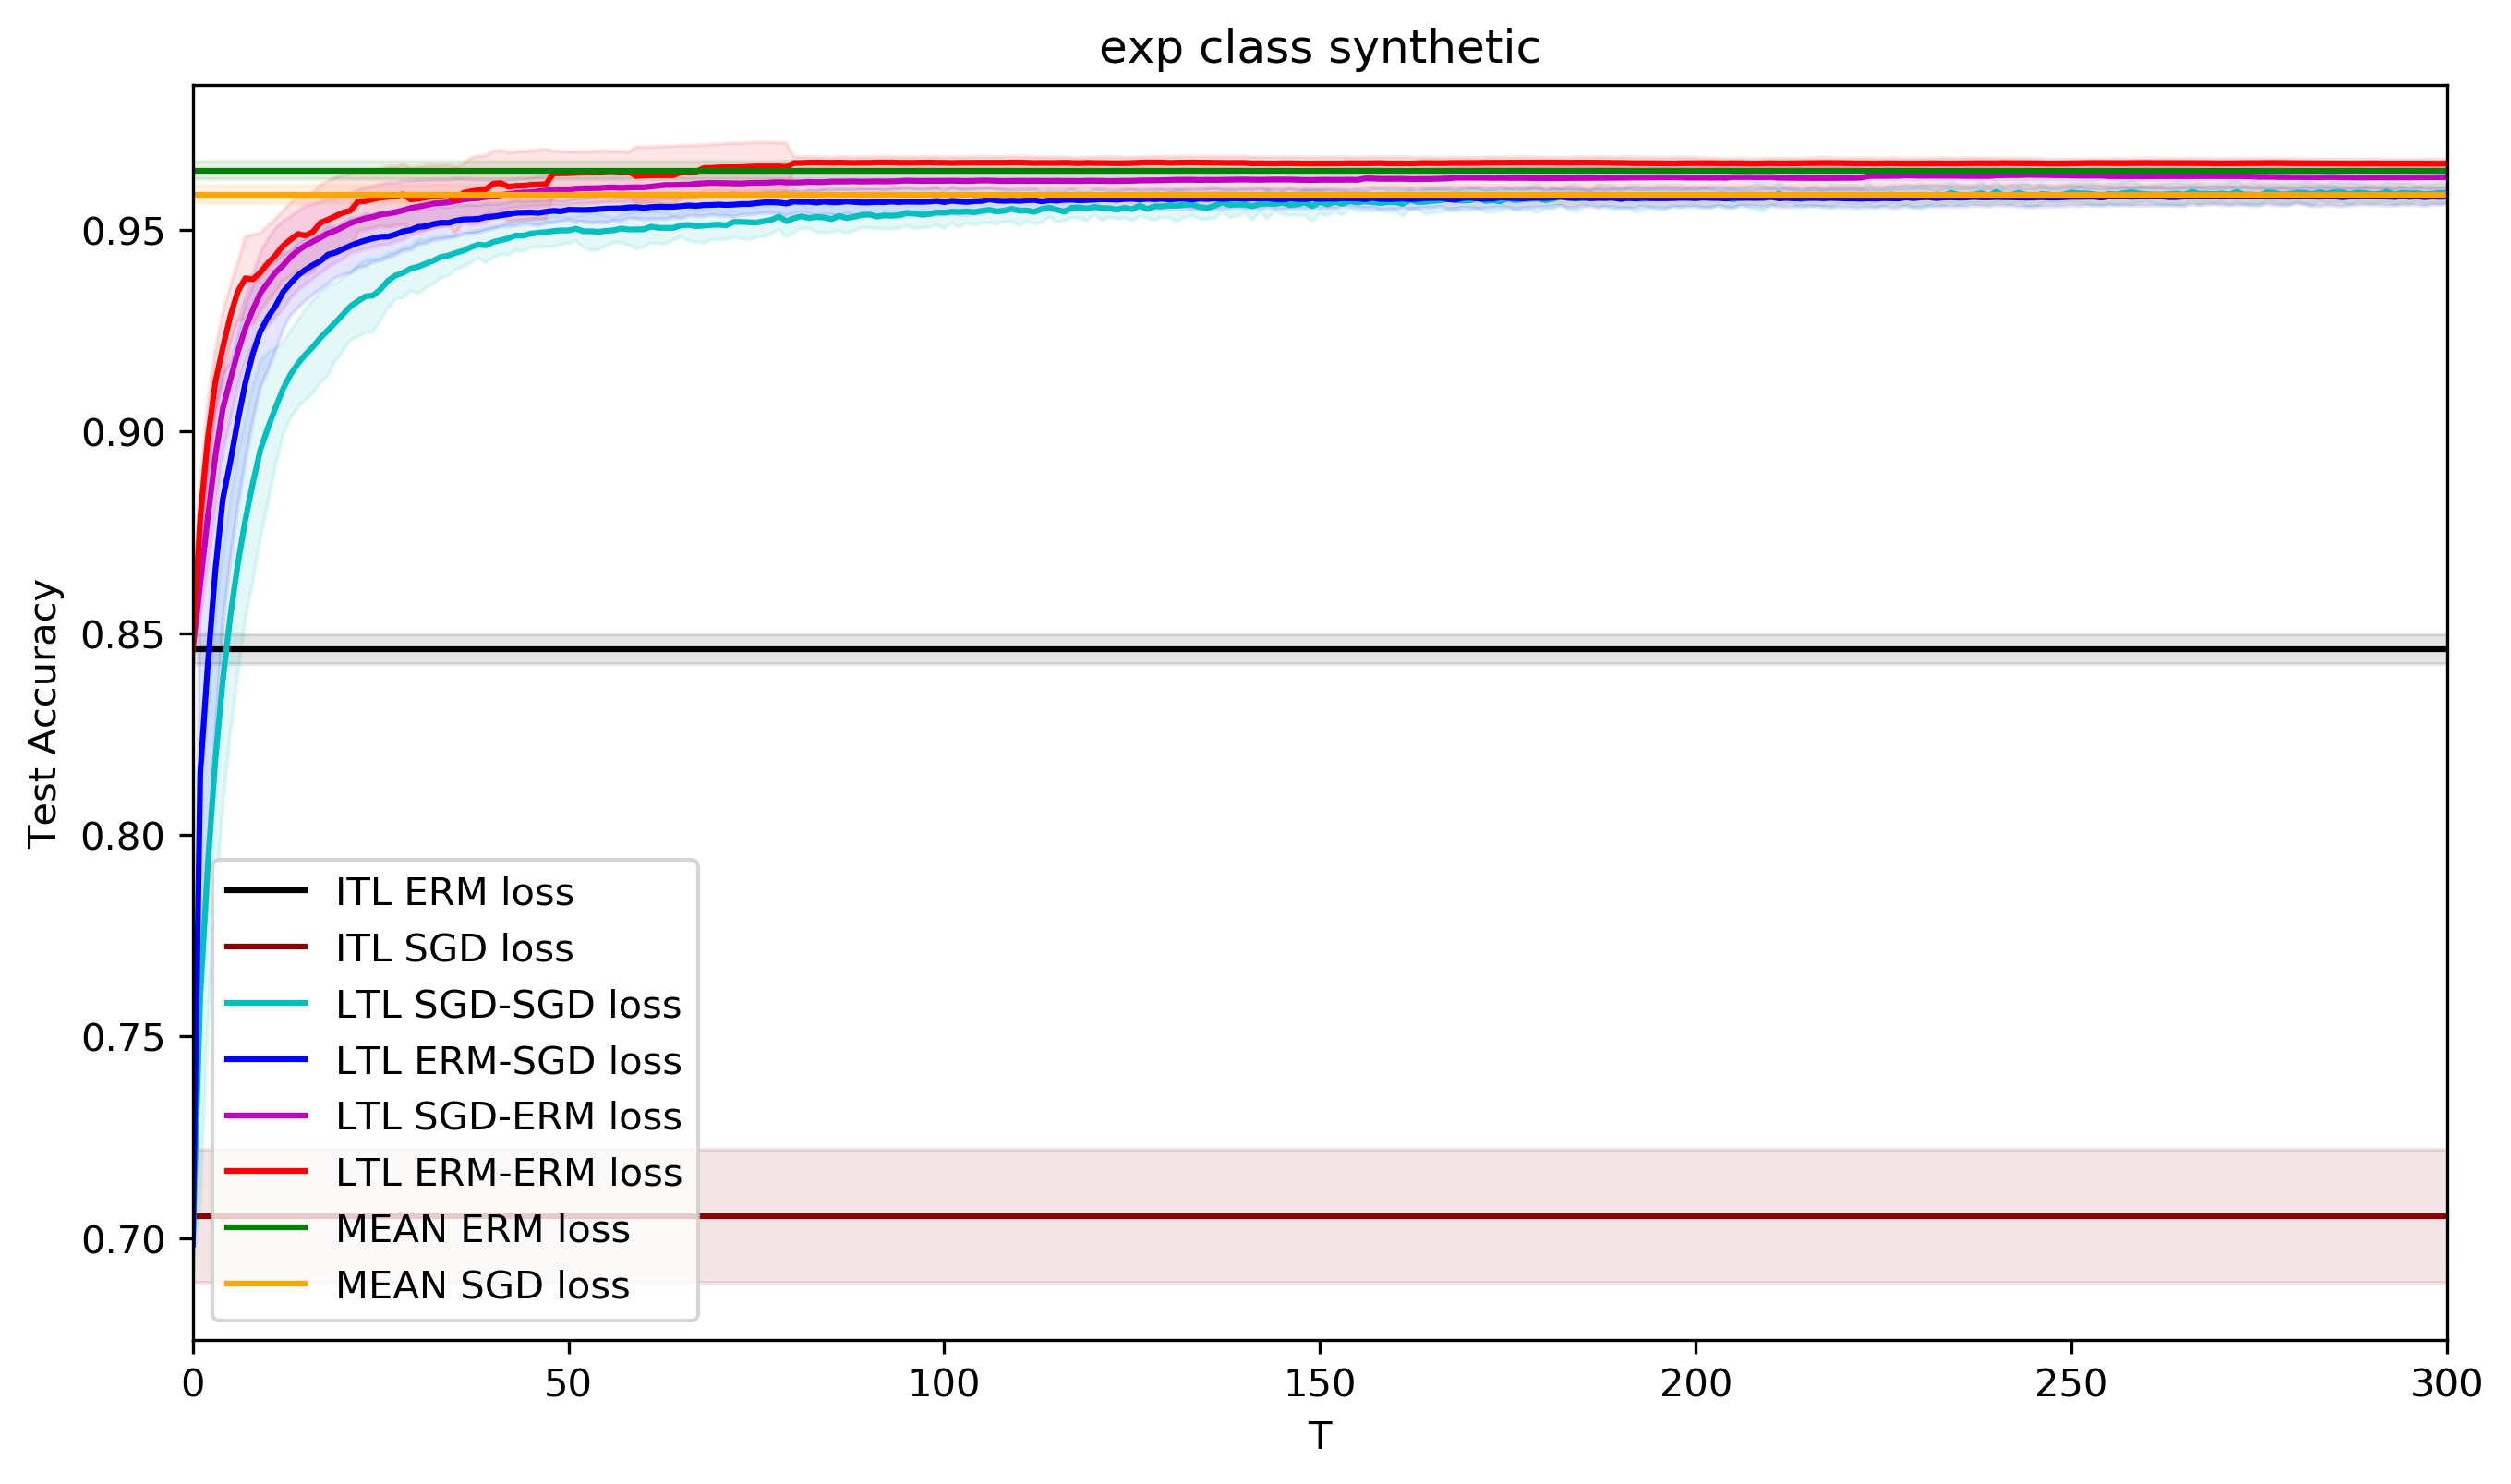 exp class synthetic
Test Accuracy
0.95
0.90
0.85
0.80
0.75
0.70
ITL ERM loss
ITL SGD loss
LTL SGD-SGD loss
LTL ERM-SGD loss
LTL SGD-ERM loss
LTL ERM-ERM loss
MEAN ERM loss
MEAN SGD loss
0 50 100 150 200 250 300
T